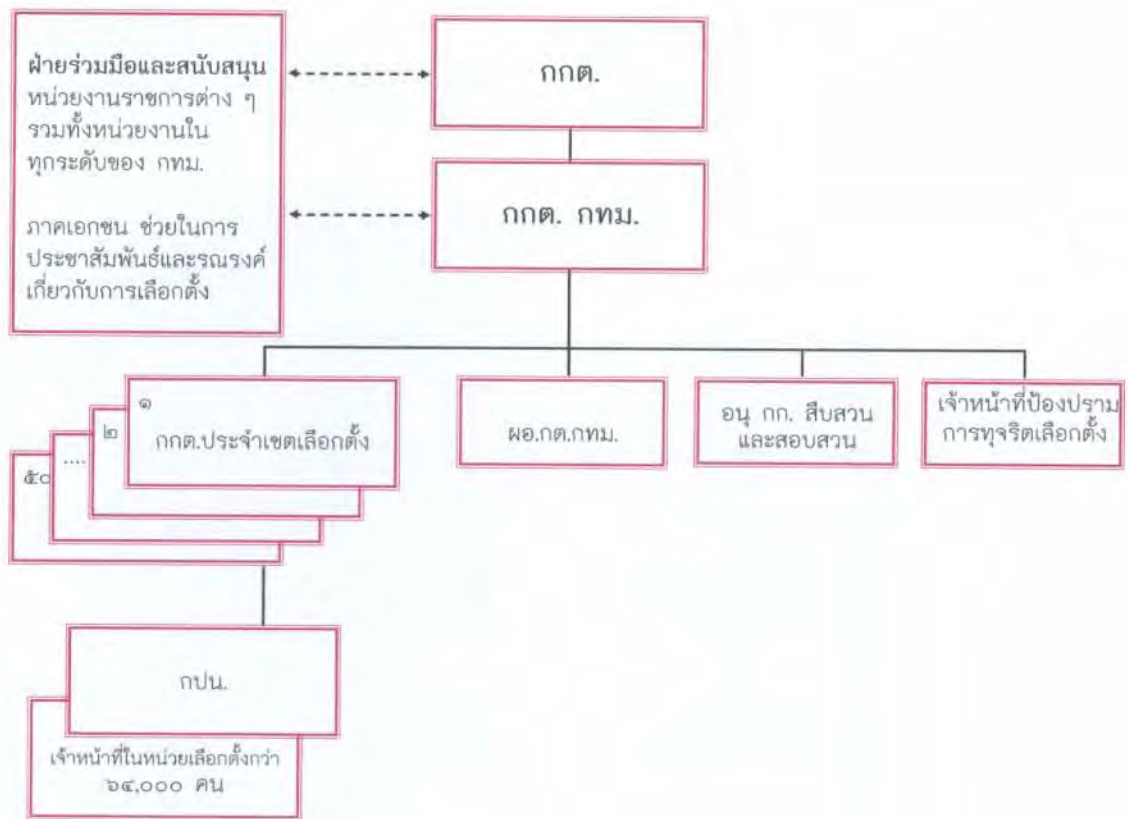 ฝ่ายร่วมมือและสนับสนุน
หน่วยงานราชการต่าง ๆ
รวมทั้งหน่วยงานใน
ทุกระดับของ กทม.
ภาคเอกชน ช่วยในการ
ประชาสัมพันธ์และรณรงค์
เกี่ยวกับการเลือกตั้ง
กกต.
กกต. กทม.
๑
กกต.ประจำเขตเลือกตั้ง
๒
....
๕๐
ผอ.กต.กทม.
อนุ กก. สืบสวน
และสอบสวน
เจ้าหน้าที่ป้องปราม
การทุจริตเลือกตั้ง
กปน.
เจ้าหน้าที่ในหน่วยเลือกตั้งกว่า
๖๔,๐๐๐ คน